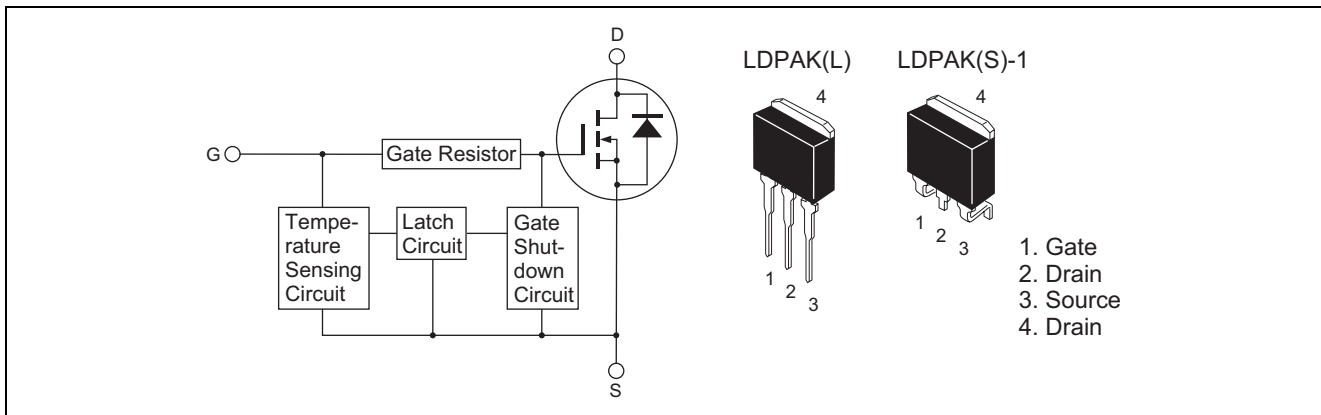 D
G
Gate Resistor
Tempe-
rature
Sensing
Circuit
Latch
Circuit
Gate
Shut-
down
Circuit
S
LDPAK(L)
4
1
2
3
LDPAK(S)-1
4
1
2
3
1. Gate
2. Drain
3. Source
4. Drain